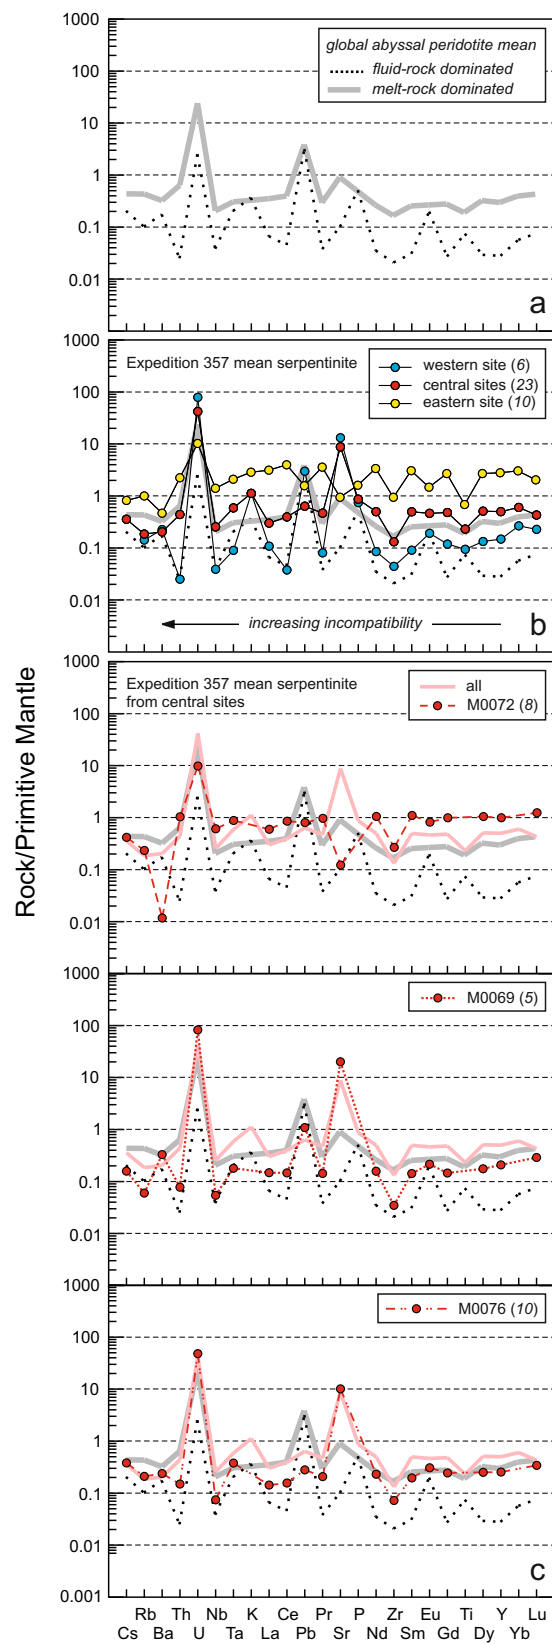 1000
global abyssal peridotite mean
fluid-rock dominated
melt-rock dominated
100
10
1
0.1
0.01
a
1000
Expedition 357 mean serpentinite
western site (6)
central sites (23)
eastern site (10)
100
10
1
0.1
0.01
increasing incompatibility
b
Rock/Primitive Mantle
1000
Expedition 357 mean serpentinite
from central sites
all
M0072 (8)
100
10
1
0.1
0.01
1000
M0069 (5)
100
10
1
0.1
0.01
1000
M0076 (10)
100
10
1
0.1
0.01
c
0.001
Rb Th Nb K Ce Pr P Zr Eu Ti Y Lu
Cs Ba U Ta La Pb Sr Nd Sm Gd Dy Yb